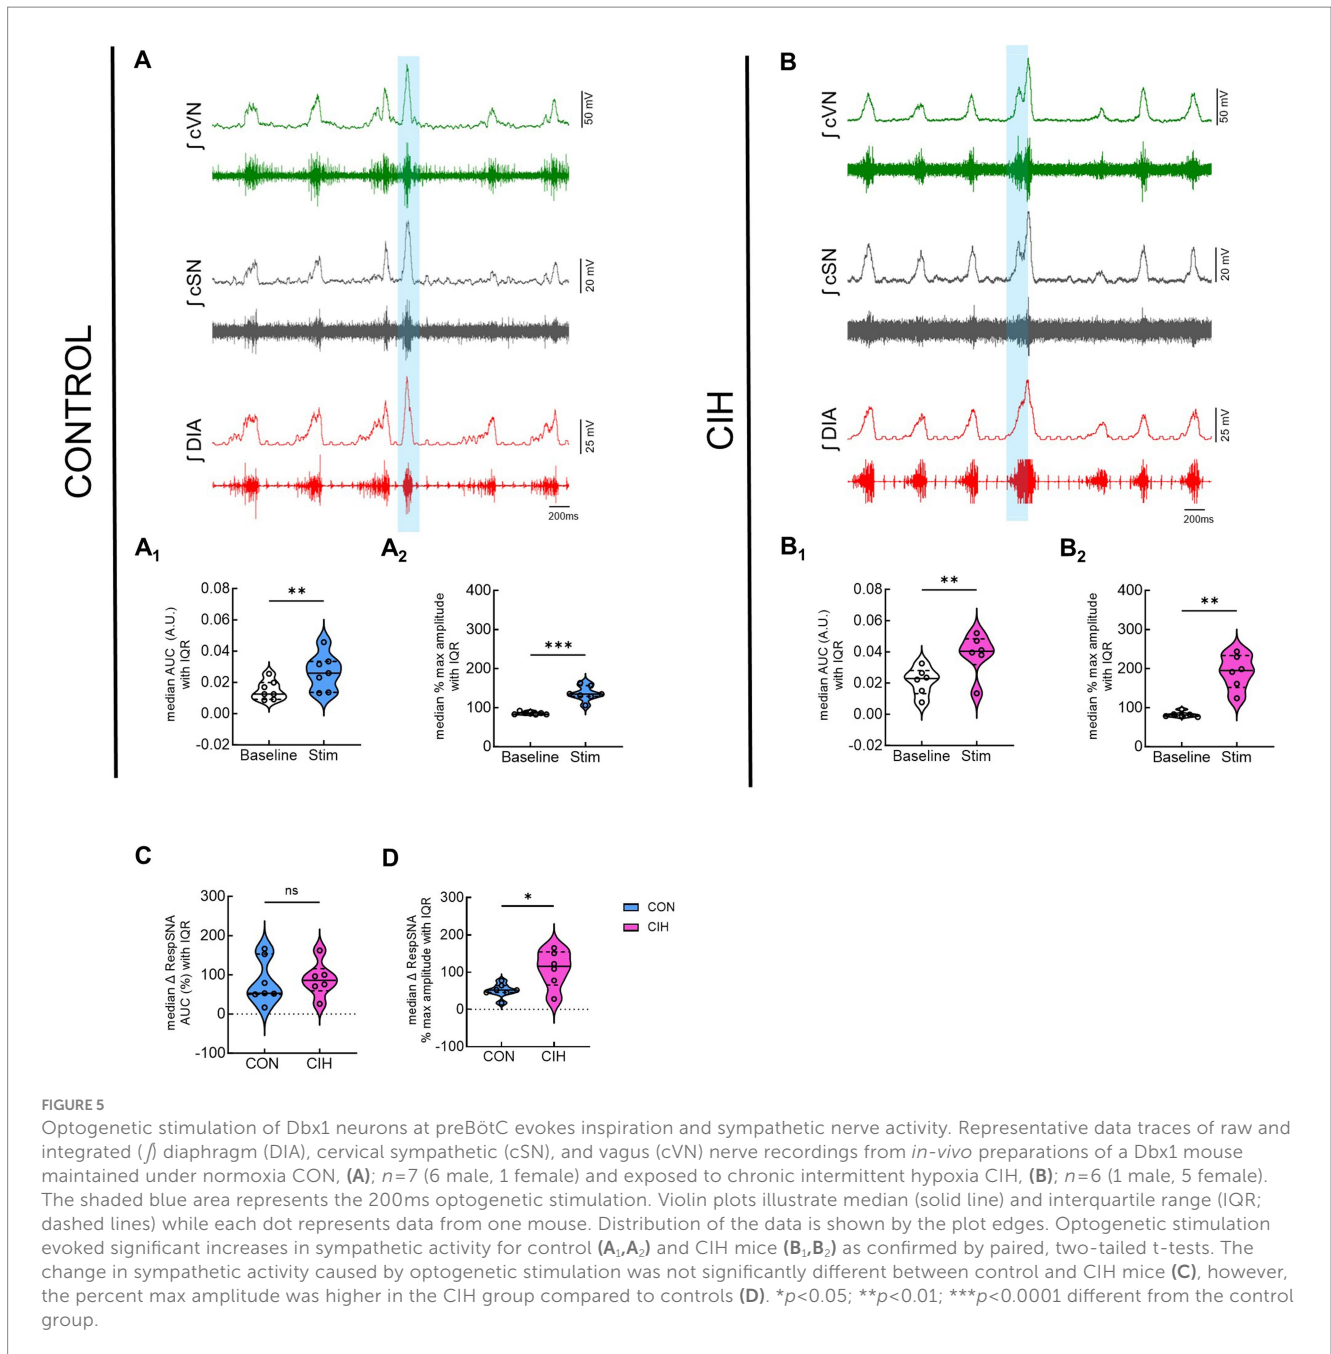 CONTROL
A
∫ cVN
50 mV
∫ cSN
20 mV
∫ DIA
25 mV
200ms
A1
median AUC (A.U.)
with IQR
0.08
0.06
0.04
0.02
0.00
-0.02
**
Baseline Stim
A2
median % max amplitude
with IQR
400
300
200
100
0
***
Baseline Stim
CIH
B
∫ cVN
50 mV
∫ cSN
20 mV
∫ DIA
25 mV
200ms
B1
median AUC (A.U.)
with IQR
0.08
0.06
0.04
0.02
0.00
-0.02
**
Baseline Stim
B2
median % max amplitude
with IQR
400
300
200
100
0
**
Baseline Stim
C
median Δ RespSNA
AUC (%) with IQR
300
200
100
0
-100
ns
CON CIH
D
median Δ RespSNA
% max amplitude with IQR
300
200
100
0
-100
*
CON CIH
CON
CIH
FIGURE 5
Optogenetic stimulation of Dbx1 neurons at preBötC evokes inspiration and sympathetic nerve activity. Representative data traces of raw and
integrated (∫) diaphragm (DIA), cervical sympathetic (cSN), and vagus (cVN) nerve recordings from in-vivo preparations of a Dbx1 mouse
maintained under normoxia CON, (A); n=7 (6 male, 1 female) and exposed to chronic intermittent hypoxia CIH, (B); n=6 (1 male, 5 female).
The shaded blue area represents the 200ms optogenetic stimulation. Violin plots illustrate median (solid line) and interquartile range (IQR;
dashed lines) while each dot represents data from one mouse. Distribution of the data is shown by the plot edges. Optogenetic stimulation
evoked significant increases in sympathetic activity for control (A1,A2) and CIH mice (B1,B2) as confirmed by paired, two-tailed t-tests. The
change in sympathetic activity caused by optogenetic stimulation was not significantly different between control and CIH mice (C), however,
the percent max amplitude was higher in the CIH group compared to controls (D). *p<0.05; **p<0.01; ***p<0.0001 different from the control
group.